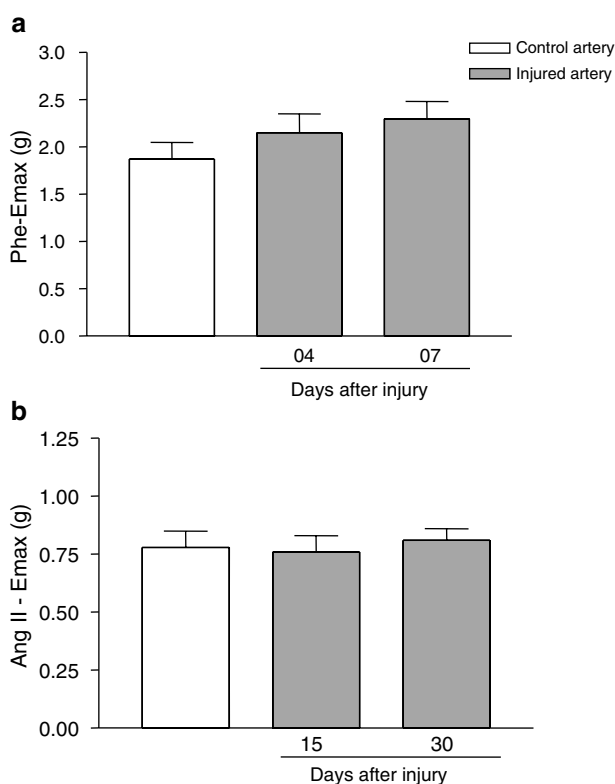 a
Control artery
Injured artery
Phe-Emax (g)
3.0
2.5
2.0
1.5
1.0
0.5
0.0
04 07
Days after injury
b
Ang II - Emax (g)
1.25
1.00
0.75
0.50
0.25
0.00
15 30
Days after injury